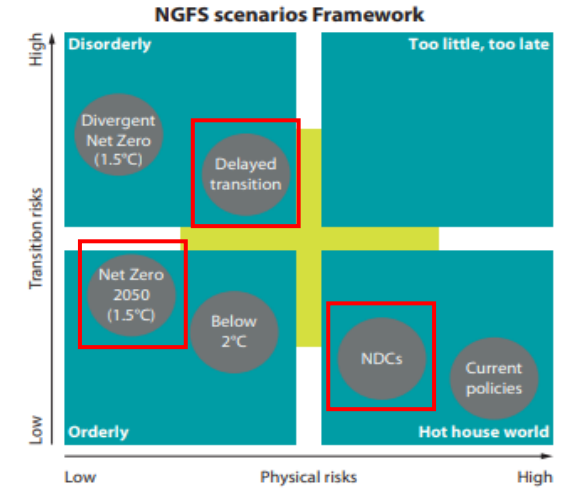 NGFS scenarios Framework
High
Disorderly
Too little, too late
Divergent
Net Zero
(1.5°C)
Delayed
transition
Transition risks
Net Zero
2050
(1.5°C)
Below
2°C
NDCs
Current
policies
Low
Orderly
Hot house world
Low
Physical risks
High